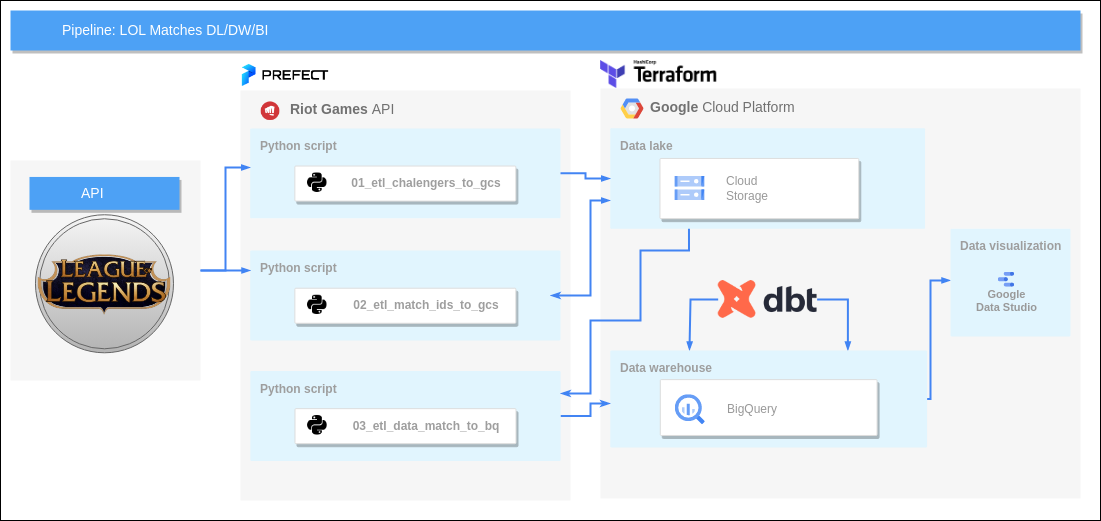 Pipeline: LOL Matches DL/DW/BI
PREFECT
HashiCorp
Terraform
Riot Games API
Google Cloud Platform
API
LEAGUE OF
LEGENDS
Python script
01_etl_chalengers_to_gcs
Python script
02_etl_match_ids_to_gcs
Python script
03_etl_data_match_to_bq
Data lake
Cloud
Storage
dbt
Data warehouse
BigQuery
Data visualization
Google
Data Studio